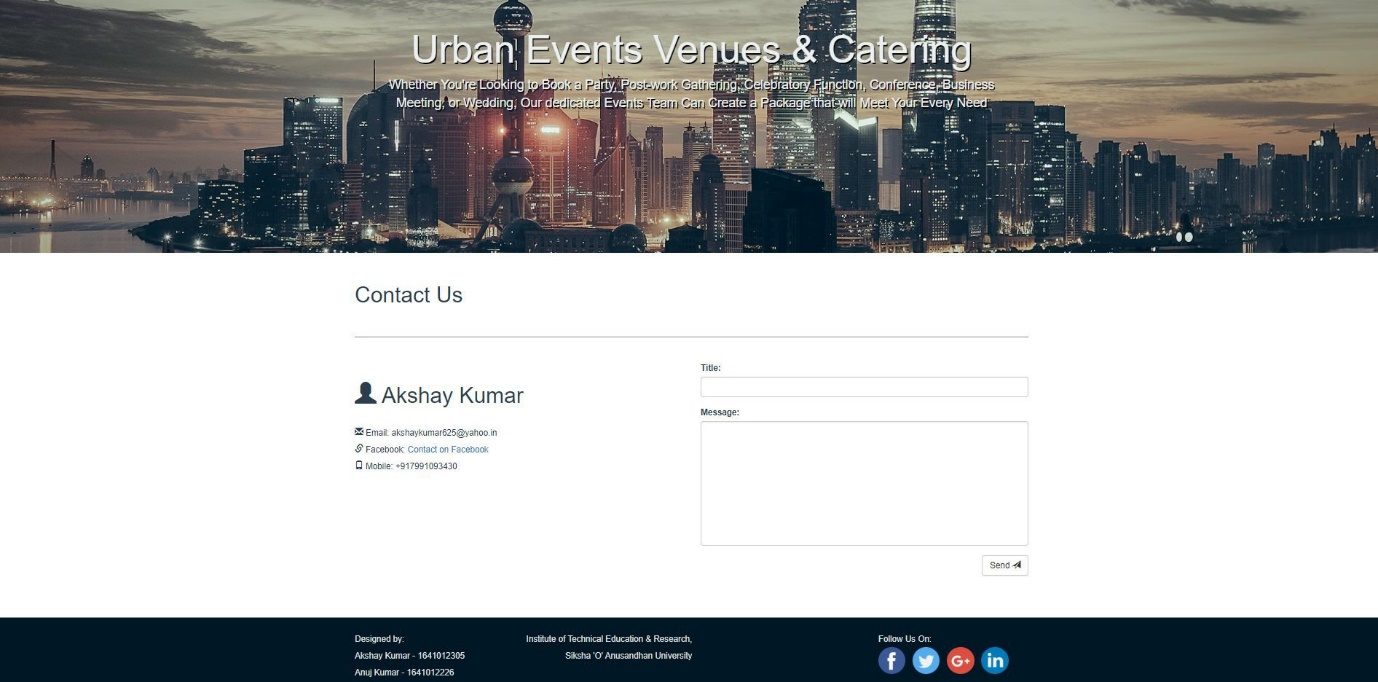 Urban Events Venues & Catering
Whether You're Looking to Book a Party, Post-work Gathering, Celebratory Function, Conference, Business
Meeting, or Wedding, Our dedicated Events Team Can Create a Package that will Meet Your Every Need
Contact Us
Akshay Kumar
Email: akshaykumar625@yahoo.in
Facebook: Contact on Facebook
Mobile: +917991093430
Title:
Message:
Send
Designed by:
Akshay Kumar - 1641012305
Anuj Kumar - 1641012226
Institute of Technical Education & Research,
Siksha 'O' Anusandhan University
Follow Us On:
f
G+
in